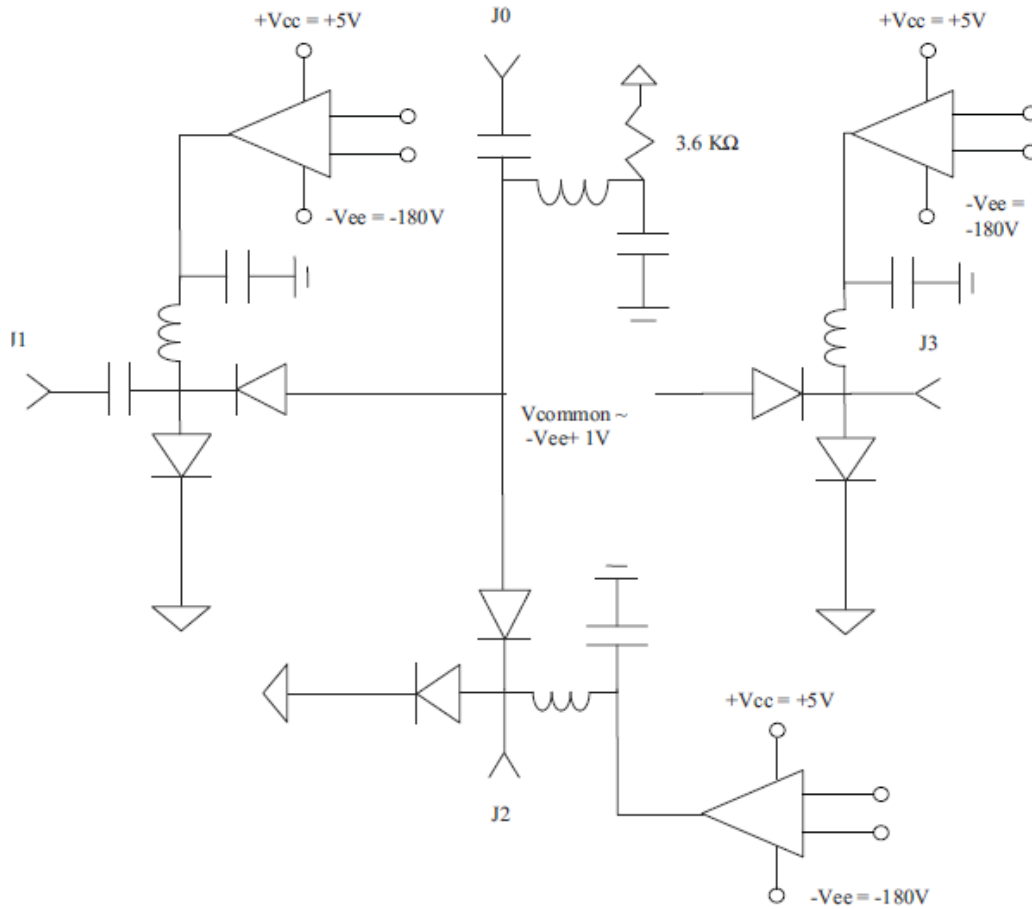 +Vcc = +5V
J0
+Vcc = +5V
3.6 KΩ
-Vee = -180V
-Vee =
-180V
J1
J3
Vcommon ~
-Vee+ 1V
+Vcc = +5V
J2
-Vee = -180V